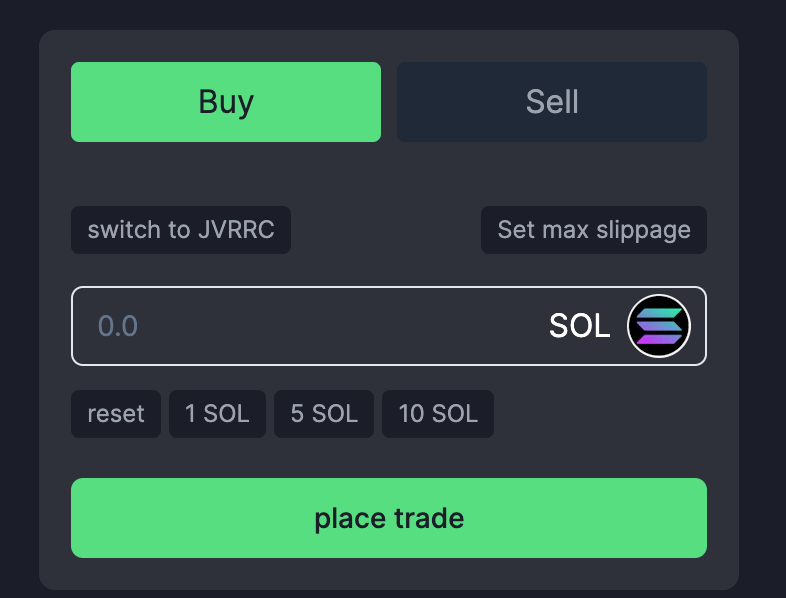 Buy Sell
switch to JVRRC Set max slippage
0.0 SOL
reset 1 SOL 5 SOL 10 SOL
place trade